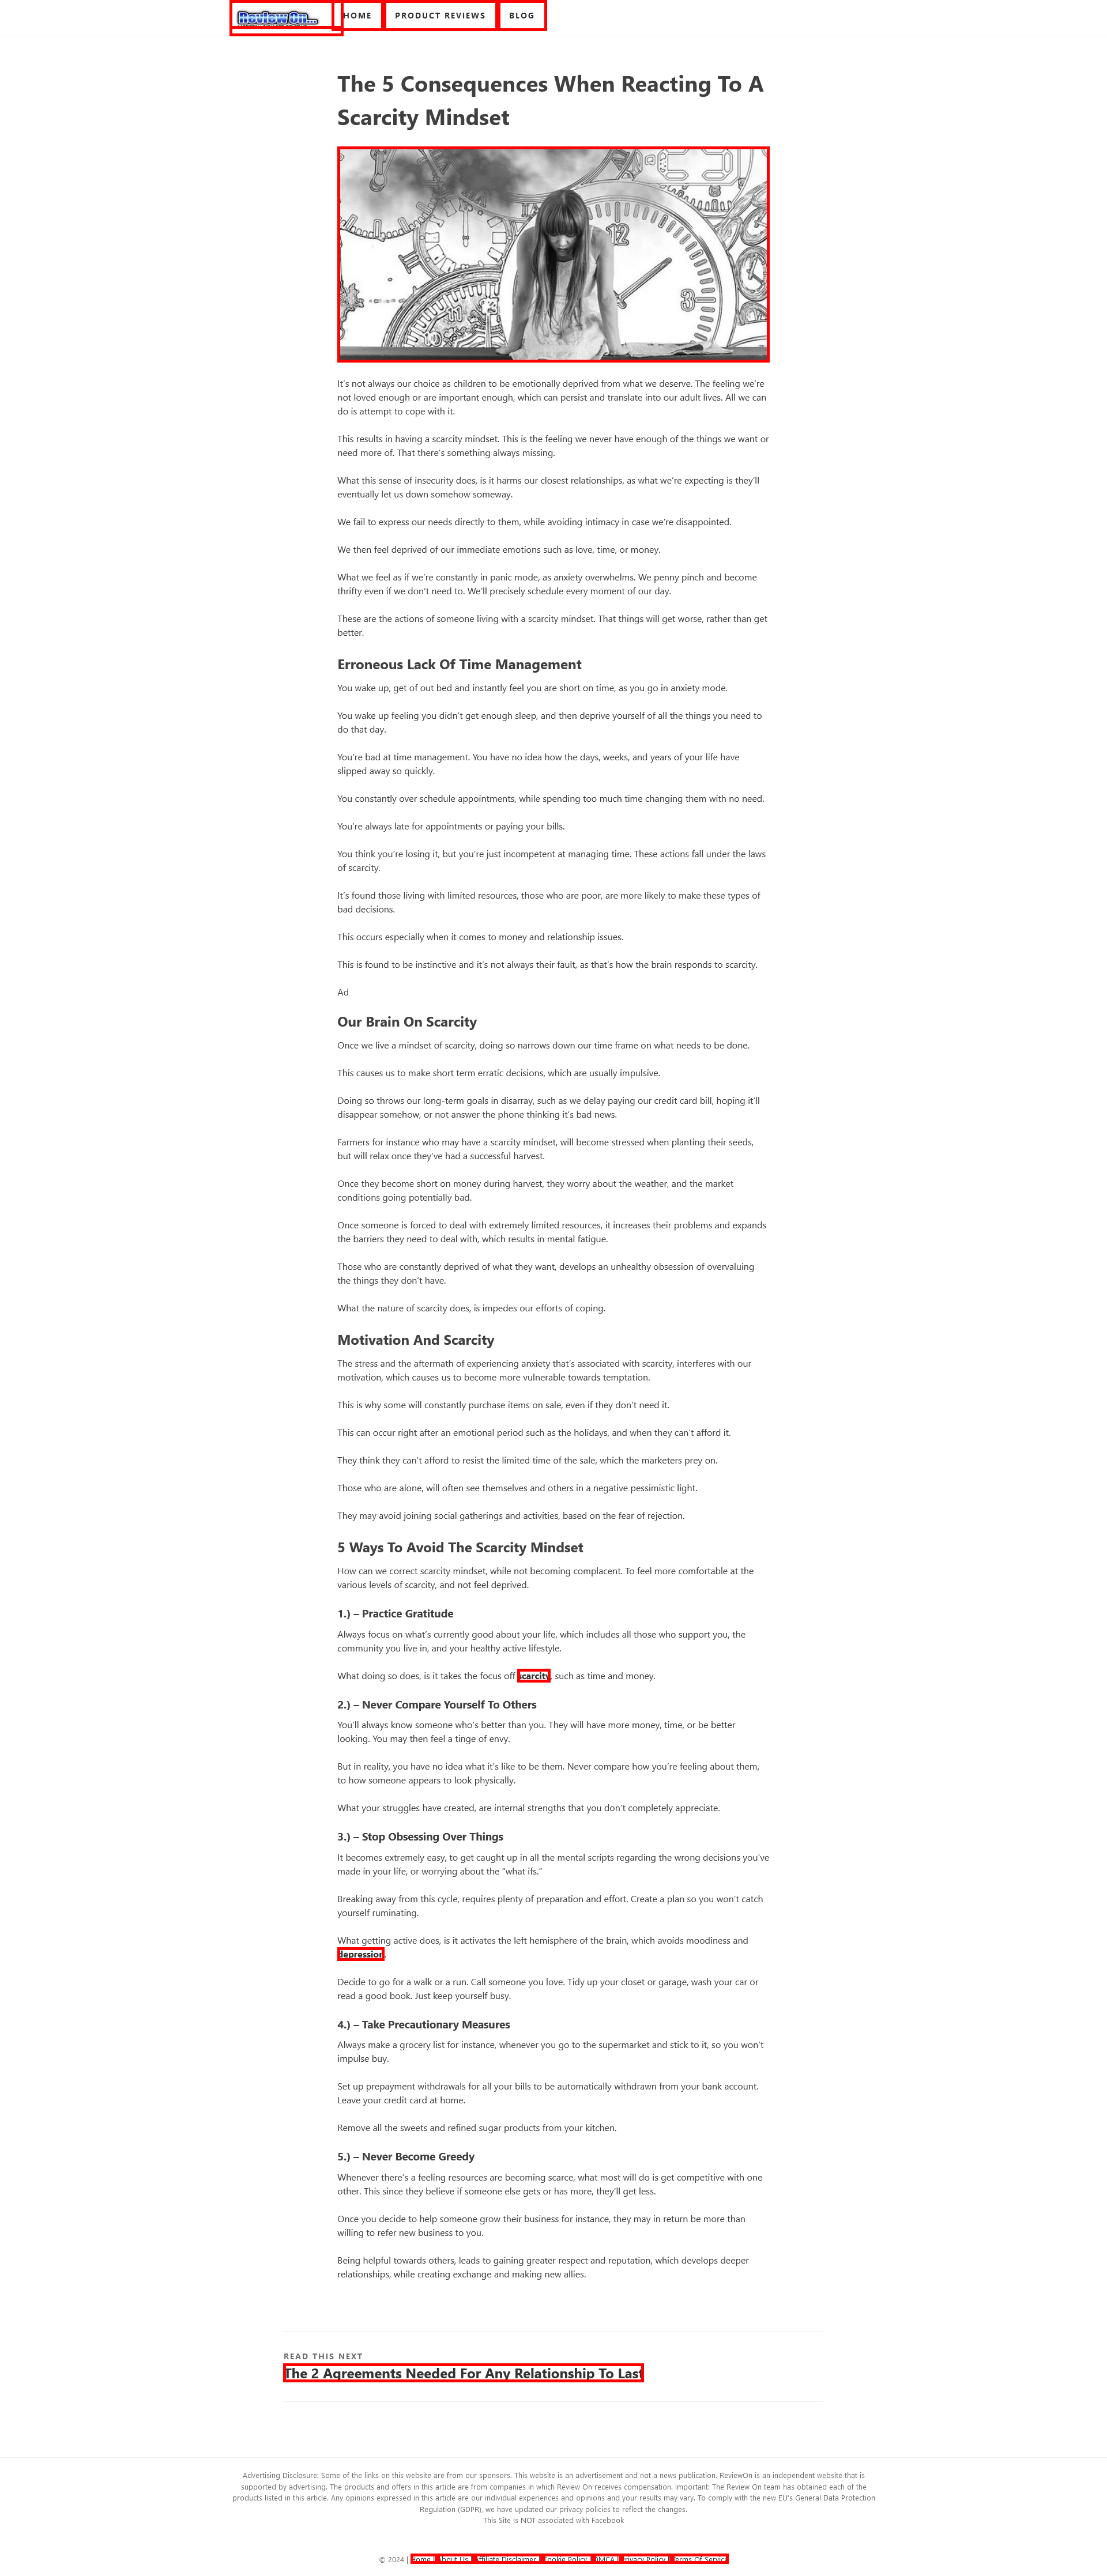 ReviewOn...
HOME
PRODUCT REVIEWS
BLOG
The 5 Consequences When Reacting To A
Scarcity Mindset
12
3
It's not always our choice as children to be emotionally deprived from what we deserve. The feeling we're
not loved enough or are important enough, which can persist and translate into our adult lives. All we can
do is attempt to cope with it.
This results in having a scarcity mindset. This is the feeling we never have enough of the things we want or
need more of. That there's something always missing.
What this sense of insecurity does, is it harms our closest relationships, as what we're expecting is they'll
eventually let us down somehow someway.
We fail to express our needs directly to them, while avoiding intimacy in case we're disappointed.
We then feel deprived of our immediate emotions such as love, time, or money.
What we feel as if we're constantly in panic mode, as anxiety overwhelms. We penny pinch and become
thrifty even if we don't need to. We'll precisely schedule every moment of our day.
These are the actions of someone living with a scarcity mindset. That things will get worse, rather than get
better.
Erroneous Lack Of Time Management
You wake up, get of out bed and instantly feel you are short on time, as you go in anxiety mode.
You wake up feeling you didn't get enough sleep, and then deprive yourself of all the things you need to
do that day.
You're bad at time management. You have no idea how the days, weeks, and years of your life have
slipped away so quickly.
You constantly over schedule appointments, while spending too much time changing them with no need.
You're always late for appointments or paying your bills.
You think you're losing it, but you're just incompetent at managing time. These actions fall under the laws
of scarcity.
It's found those living with limited resources, those who are poor, are more likely to make these types of
bad decisions.
This occurs especially when it comes to money and relationship issues.
This is found to be instinctive and it's not always their fault, as that's how the brain responds to scarcity.
Ad
Our Brain On Scarcity
Once we live a mindset of scarcity, doing so narrows down our time frame on what needs to be done.
This causes us to make short term erratic decisions, which are usually impulsive.
Doing so throws our long-term goals in disarray, such as we delay paying our credit card bill, hoping it'll
disappear somehow, or not answer the phone thinking it's bad news.
Farmers for instance who may have a scarcity mindset, will become stressed when planting their seeds,
but will relax once they've had a successful harvest.
Once they become short on money during harvest, they worry about the weather, and the market
conditions going potentially bad.
Once someone is forced to deal with extremely limited resources, it increases their problems and expands
the barriers they need to deal with, which results in mental fatigue.
Those who are constantly deprived of what they want, develops an unhealthy obsession of overvaluing
the things they don't have.
What the nature of scarcity does, is impedes our efforts of coping.
Motivation And Scarcity
The stress and the aftermath of experiencing anxiety that's associated with scarcity, interferes with our
motivation, which causes us to become more vulnerable towards temptation.
This is why some will constantly purchase items on sale, even if they don't need it.
This can occur right after an emotional period such as the holidays, and when they can't afford it.
They think they can't afford to resist the limited time of the sale, which the marketers prey on.
Those who are alone, will often see themselves and others in a negative pessimistic light.
They may avoid joining social gatherings and activities, based on the fear of rejection.
5 Ways To Avoid The Scarcity Mindset
How can we correct scarcity mindset, while not becoming complacent. To feel more comfortable at the
various levels of scarcity, and not feel deprived.
1.) – Practice Gratitude
Always focus on what's currently good about your life, which includes all those who support you, the
community you live in, and your healthy active lifestyle.
What doing so does, is it takes the focus off scarcity, such as time and money.
2.) – Never Compare Yourself To Others
You'll always know someone who's better than you. They will have more money, time, or be better
looking. You may then feel a tinge of envy.
But in reality, you have no idea what it's like to be them. Never compare how you're feeling about them,
to how someone appears to look physically.
What your struggles have created, are internal strengths that you don't completely appreciate.
3.) – Stop Obsessing Over Things
It becomes extremely easy, to get caught up in all the mental scripts regarding the wrong decisions you've
made in your life, or worrying about the "what ifs."
Breaking away from this cycle, requires plenty of preparation and effort. Create a plan so you won't catch
yourself ruminating.
What getting active does, is it activates the left hemisphere of the brain, which avoids moodiness and
depression.
Decide to go for a walk or a run. Call someone you love. Tidy up your closet or garage, wash your car or
read a good book. Just keep yourself busy.
4.) – Take Precautionary Measures
Always make a grocery list for instance, whenever you go to the supermarket and stick to it, so you won't
impulse buy.
Set up prepayment withdrawals for all your bills to be automatically withdrawn from your bank account.
Leave your credit card at home.
Remove all the sweets and refined sugar products from your kitchen.
5.) – Never Become Greedy
Whenever there's a feeling resources are becoming scarce, what most will do is get competitive with one
other. This since they believe if someone else gets or has more, they'll get less.
Once you decide to help someone grow their business for instance, they may in return be more than
willing to refer new business to you.
Being helpful towards others, leads to gaining greater respect and reputation, which develops deeper
relationships, while creating exchange and making new allies.
READ THIS NEXT
The 2 Agreements Needed For Any Relationship To Last
Advertising Disclosure: Some of the links on this website are from our sponsors. This website is an advertisement and not a news publication. ReviewOn is an independent website that is
supported by advertising. The products and offers in this article are from companies in which Review On receives compensation. Important: The Review On team has obtained each of the
products listed in this article. Any opinions expressed in this article are our individual experiences and opinions and your results may vary. To comply with the new EU's General Data Protection
Regulation (GDPR), we have updated our privacy policies to reflect the changes.
This Site Is NOT associated with Facebook
© 2024 | Home | About Us | Affiliate Disclaimer | Cookie Policy | DMCA | Privacy Policy | Terms Of Service